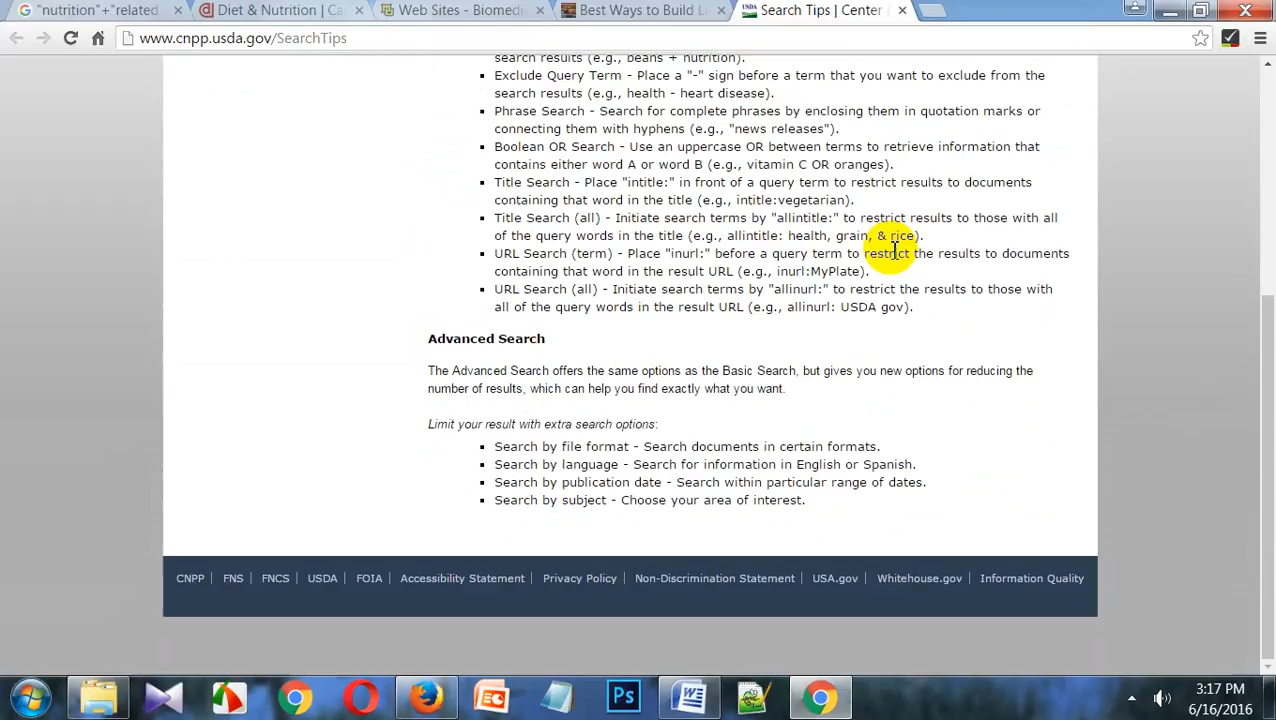 "nutrition"+"related
Diet & Nutrition | Ca
Web Sites - Biomedi
Best Ways to Build L
Search Tips | Center
www.cnpp.usda.gov/SearchTips
search results (e.g., beans + nutrition).
Exclude Query Term - Place a "-" sign before a term that you want to exclude from the
search results (e.g., health - heart disease).
Phrase Search - Search for complete phrases by enclosing them in quotation marks or
connecting them with hyphens (e.g., "news releases").
Boolean OR Search - Use an uppercase OR between terms to retrieve information that
contains either word A or word B (e.g., vitamin C OR oranges).
Title Search - Place "intitle:" in front of a query term to restrict results to documents
containing that word in the title (e.g., intitle:vegetarian).
Title Search (all) - Initiate search terms by "allintitle:" to restrict results to those with all
of the query words in the title (e.g., allintitle: health, grain, & rice).
URL Search (term) - Place "inurl:" before a query term to restrict the results to documents
containing that word in the result URL (e.g., inurl:MyPlate).
URL Search (all) - Initiate search terms by "allinurl:" to restrict the results to those with
all of the query words in the result URL (e.g., allinurl: USDA gov).
Advanced Search
The Advanced Search offers the same options as the Basic Search, but gives you new options for reducing the
number of results, which can help you find exactly what you want.
Limit your result with extra search options:
Search by file format - Search documents in certain formats.
Search by language - Search for information in English or Spanish.
Search by publication date - Search within particular range of dates.
Search by subject - Choose your area of interest.
CNPP | FNS | FNCS | USDA | FOIA | Accessibility Statement | Privacy Policy | Non-Discrimination Statement | USA.gov | Whitehouse.gov | Information Quality
3:17 PM
6/16/2016